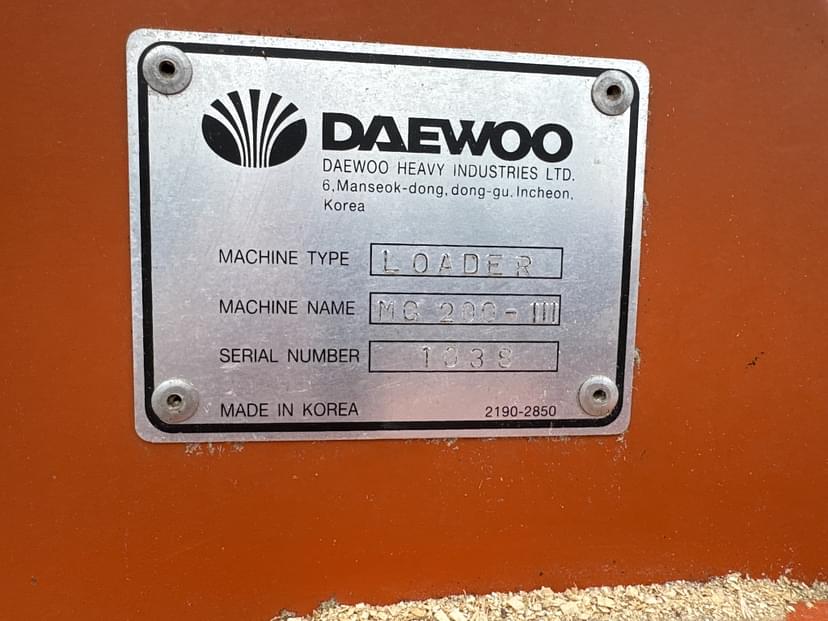 DAEWOO
DAEWOO HEAVY INDUSTRIES LTD.
6, Manseok-dong, dong-gu, Incheon,
Korea
MACHINE TYPE LOADER
MACHINE NAME MG 200-III
SERIAL NUMBER 1038
MADE IN KOREA 2190-2850